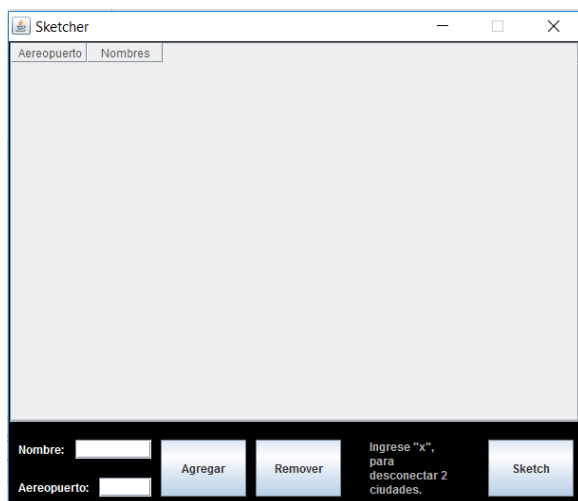 Sketcher
Aereopuerto Nombres
Nombre:
Aereopuerto:
Agregar
Remover
Ingrese "x",
para
desconectar 2
ciudades.
Sketch